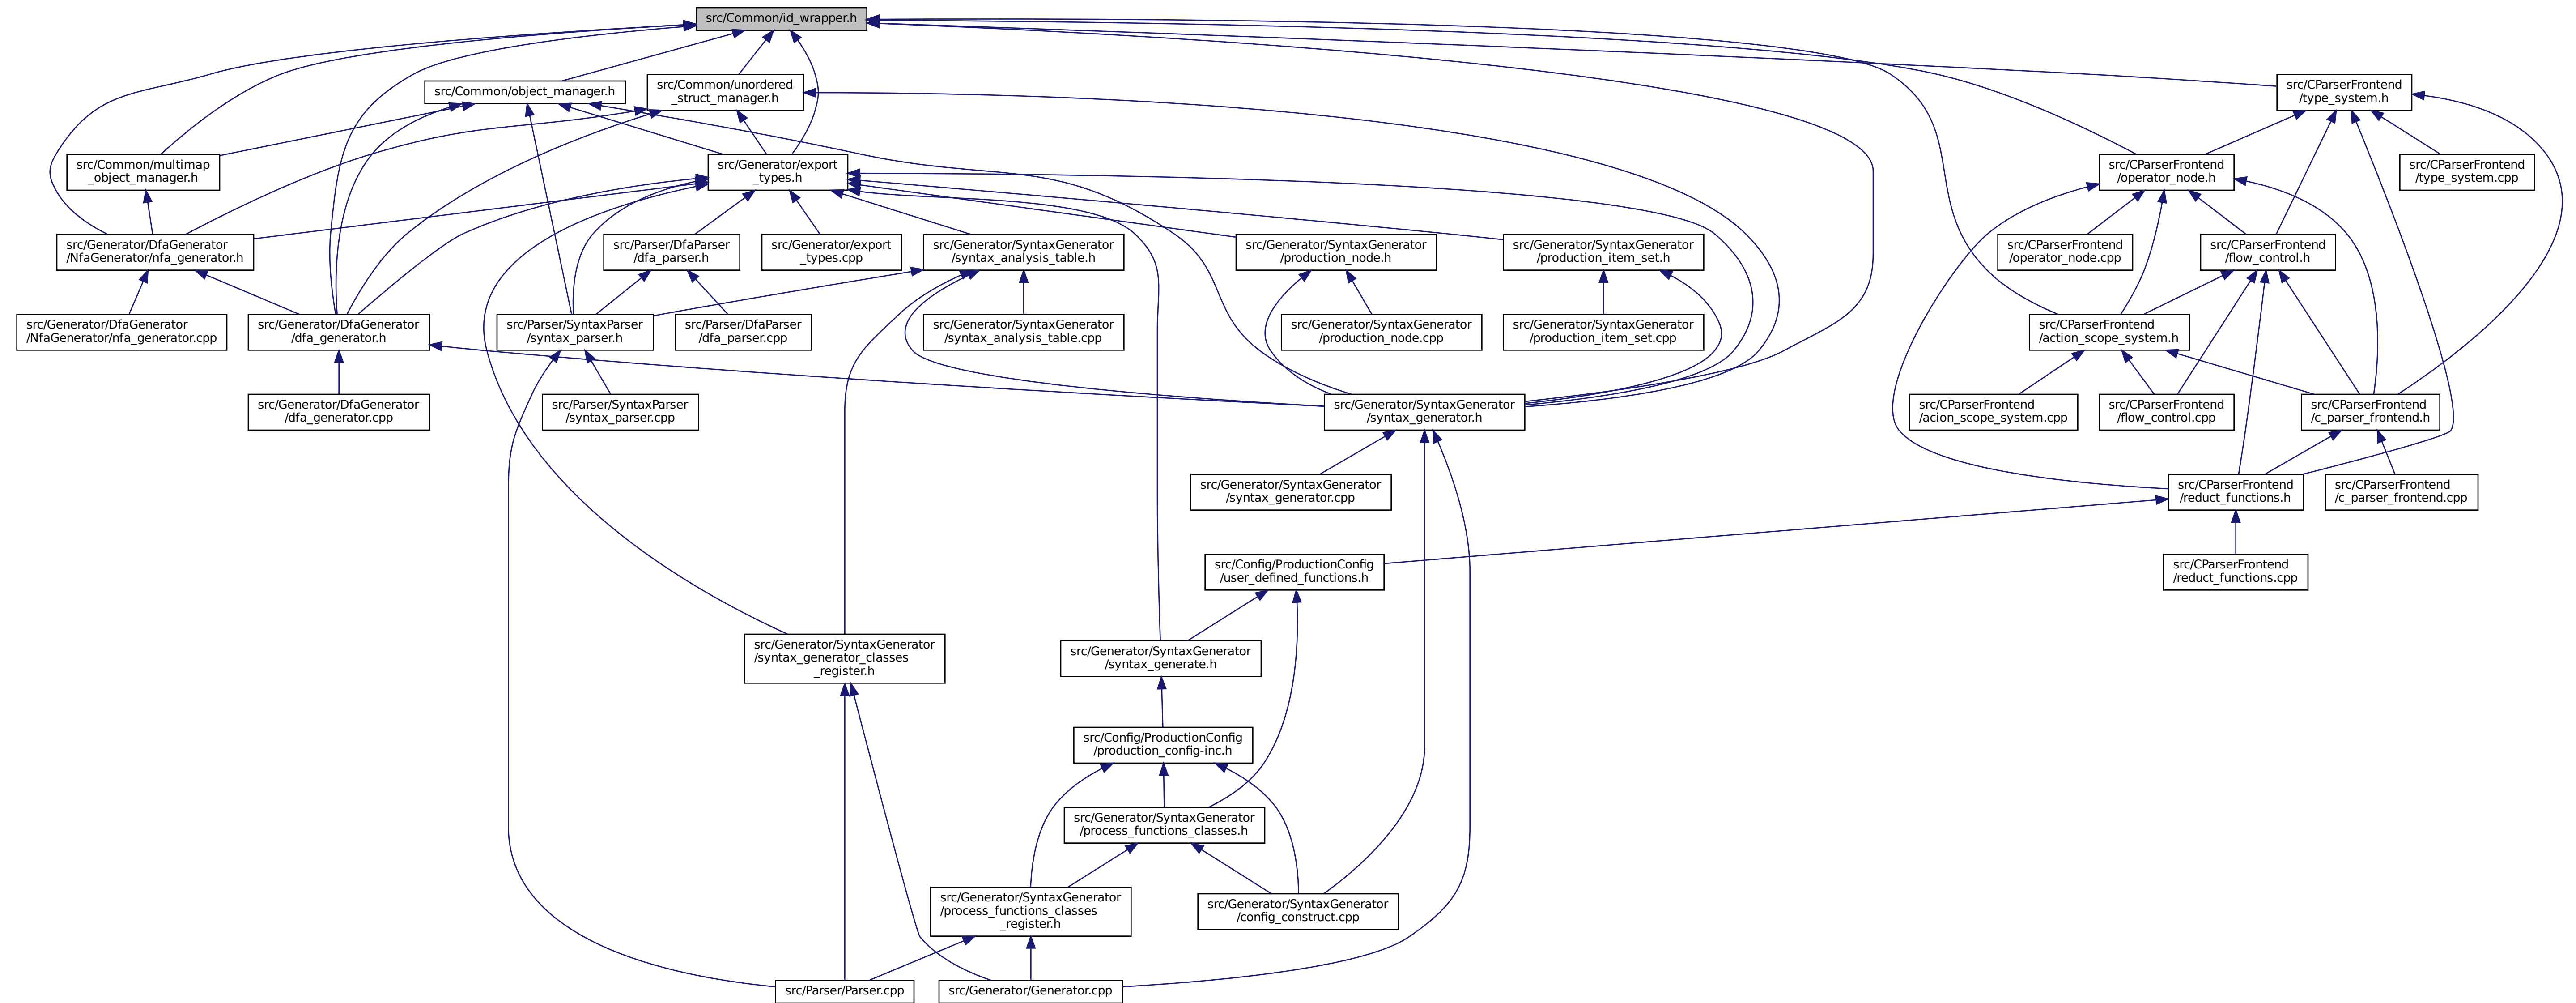 src/Common/id_wrapper.h
src/Common/object_manager.h
src/Common/unordered
_struct_manager.h
src/CParserFrontend
/type_system.h
src/Common/multimap
_object_manager.h
src/Generator/export
_types.h
src/CParserFrontend
/operator_node.h
src/CParserFrontend
/type_system.cpp
src/Generator/DfaGenerator
/NfaGenerator/nfa_generator.h
src/Parser/DfaParser
/dfa_parser.h
src/Generator/export
_types.cpp
src/Generator/SyntaxGenerator
/syntax_analysis_table.h
src/Generator/SyntaxGenerator
/production_node.h
src/Generator/SyntaxGenerator
/production_item_set.h
src/CParserFrontend
/operator_node.cpp
src/CParserFrontend
/flow_control.h
src/Generator/DfaGenerator
/NfaGenerator/nfa_generator.cpp
src/Generator/DfaGenerator
/dfa_generator.h
src/Parser/SyntaxParser
/syntax_parser.h
src/Parser/DfaParser
/dfa_parser.cpp
src/Generator/SyntaxGenerator
/syntax_analysis_table.cpp
src/Generator/SyntaxGenerator
/production_node.cpp
src/Generator/SyntaxGenerator
/production_item_set.cpp
src/CParserFrontend
/action_scope_system.h
src/Generator/DfaGenerator
/dfa_generator.cpp
src/Parser/SyntaxParser
/syntax_parser.cpp
src/Generator/SyntaxGenerator
/syntax_generator.h
src/CParserFrontend
/acion_scope_system.cpp
src/CParserFrontend
/flow_control.cpp
src/CParserFrontend
/c_parser_frontend.h
src/Generator/SyntaxGenerator
/syntax_generator.cpp
src/CParserFrontend
/reduct_functions.h
src/CParserFrontend
/c_parser_frontend.cpp
src/Config/ProductionConfig
/user_defined_functions.h
src/CParserFrontend
/reduct_functions.cpp
src/Generator/SyntaxGenerator
/syntax_generator_classes
_register.h
src/Generator/SyntaxGenerator
/syntax_generate.h
src/Config/ProductionConfig
/production_config-inc.h
src/Generator/SyntaxGenerator
/process_functions_classes.h
src/Generator/SyntaxGenerator
/process_functions_classes
_register.h
src/Generator/SyntaxGenerator
/config_construct.cpp
src/Parser/Parser.cpp
src/Generator/Generator.cpp